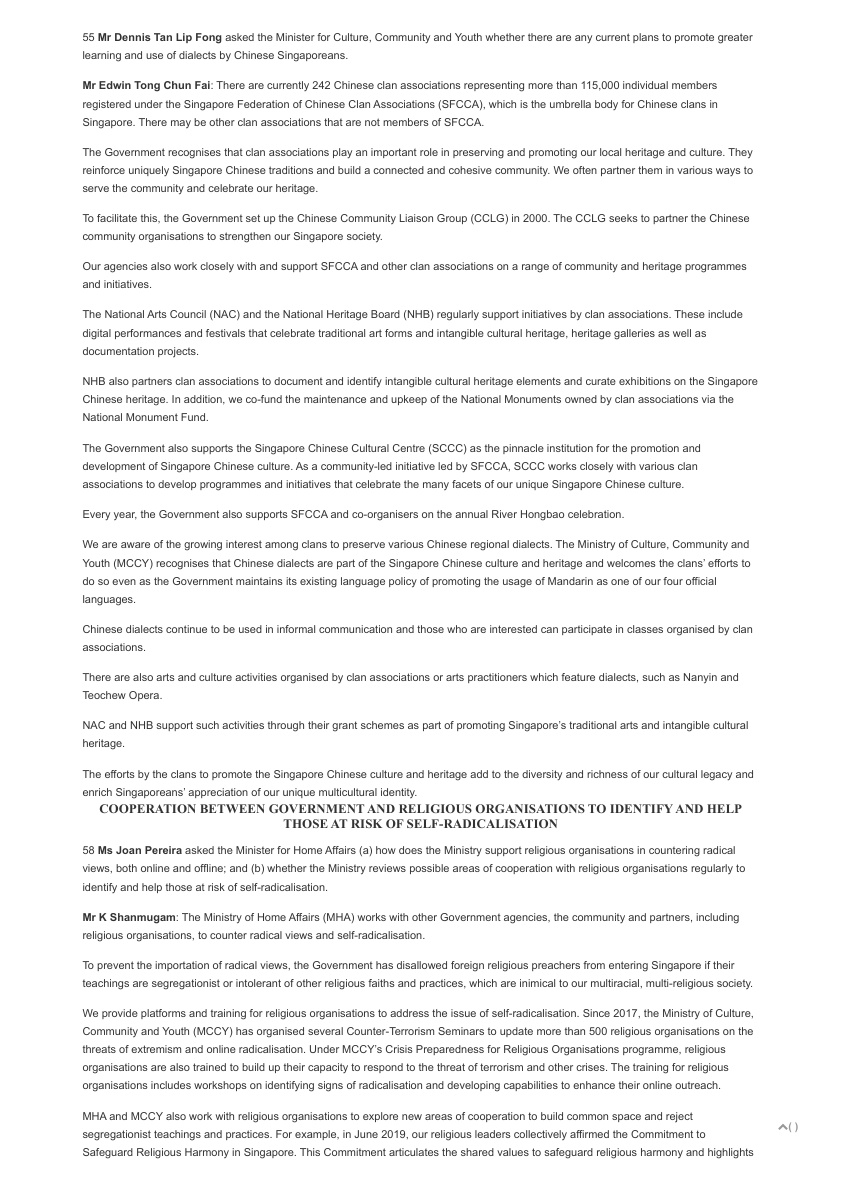 55 Mr Dennis Tan Lip Fong asked the Minister for Culture, Community and Youth whether there are any current plans to promote greater
learning and use of dialects by Chinese Singaporeans.
Mr Edwin Tong Chun Fai: There are currently 242 Chinese clan associations representing more than 115,000 individual members
registered under the Singapore Federation of Chinese Clan Associations (SFCCA), which is the umbrella body for Chinese clans in
Singapore. There may be other clan associations that are not members of SFCCA.
The Government recognises that clan associations play an important role in preserving and promoting our local heritage and culture. They
reinforce uniquely Singapore Chinese traditions and build a connected and cohesive community. We often partner them in various ways to
serve the community and celebrate our heritage.
To facilitate this, the Government set up the Chinese Community Liaison Group (CCLG) in 2000. The CCLG seeks to partner the Chinese
community organisations to strengthen our Singapore society.
Our agencies also work closely with and support SFCCA and other clan associations on a range of community and heritage programmes
and initiatives.
The National Arts Council (NAC) and the National Heritage Board (NHB) regularly support initiatives by clan associations. These include
digital performances and festivals that celebrate traditional art forms and intangible cultural heritage, heritage galleries as well as
documentation projects.
NHB also partners clan associations to document and identify intangible cultural heritage elements and curate exhibitions on the Singapore
Chinese heritage. In addition, we co-fund the maintenance and upkeep of the National Monuments owned by clan associations via the
National Monument Fund.
The Government also supports the Singapore Chinese Cultural Centre (SCCC) as the pinnacle institution for the promotion and
development of Singapore Chinese culture. As a community-led initiative led by SFCCA, SCCC works closely with various clan
associations to develop programmes and initiatives that celebrate the many facets of our unique Singapore Chinese culture.
Every year, the Government also supports SFCCA and co-organisers on the annual River Hongbao celebration.
We are aware of the growing interest among clans to preserve various Chinese regional dialects. The Ministry of Culture, Community and
Youth (MCCY) recognises that Chinese dialects are part of the Singapore Chinese culture and heritage and welcomes the clans' efforts to
do so even as the Government maintains its existing language policy of promoting the usage of Mandarin as one of our four official
languages.
Chinese dialects continue to be used in informal communication and those who are interested can participate in classes organised by clan
associations.
There are also arts and culture activities organised by clan associations or arts practitioners which feature dialects, such as Nanyin and
Teochew Opera.
NAC and NHB support such activities through their grant schemes as part of promoting Singapore's traditional arts and intangible cultural
heritage.
The efforts by the clans to promote the Singapore Chinese culture and heritage add to the diversity and richness of our cultural legacy and
enrich Singaporeans' appreciation of our unique multicultural identity.
COOPERATION BETWEEN GOVERNMENT AND RELIGIOUS ORGANISATIONS TO IDENTIFY AND HELP
THOSE AT RISK OF SELF-RADICALISATION
58 Ms Joan Pereira asked the Minister for Home Affairs (a) how does the Ministry support religious organisations in countering radical
views, both online and offline; and (b) whether the Ministry reviews possible areas of cooperation with religious organisations regularly to
identify and help those at risk of self-radicalisation.
Mr K Shanmugam: The Ministry of Home Affairs (MHA) works with other Government agencies, the community and partners, including
religious organisations, to counter radical views and self-radicalisation.
To prevent the importation of radical views, the Government has disallowed foreign religious preachers from entering Singapore if their
teachings are segregationist or intolerant of other religious faiths and practices, which are inimical to our multiracial, multi-religious society.
We provide platforms and training for religious organisations to address the issue of self-radicalisation. Since 2017, the Ministry of Culture,
Community and Youth (MCCY) has organised several Counter-Terrorism Seminars to update more than 500 religious organisations on the
threats of extremism and online radicalisation. Under MCCY's Crisis Preparedness for Religious Organisations programme, religious
organisations are also trained to build up their capacity to respond to the threat of terrorism and other crises. The training for religious
organisations includes workshops on identifying signs of radicalisation and developing capabilities to enhance their online outreach.
MHA and MCCY also work with religious organisations to explore new areas of cooperation to build common space and reject
segregationist teachings and practices. For example, in June 2019, our religious leaders collectively affirmed the Commitment to
Safeguard Religious Harmony in Singapore. This Commitment articulates the shared values to safeguard religious harmony and highlights
( )